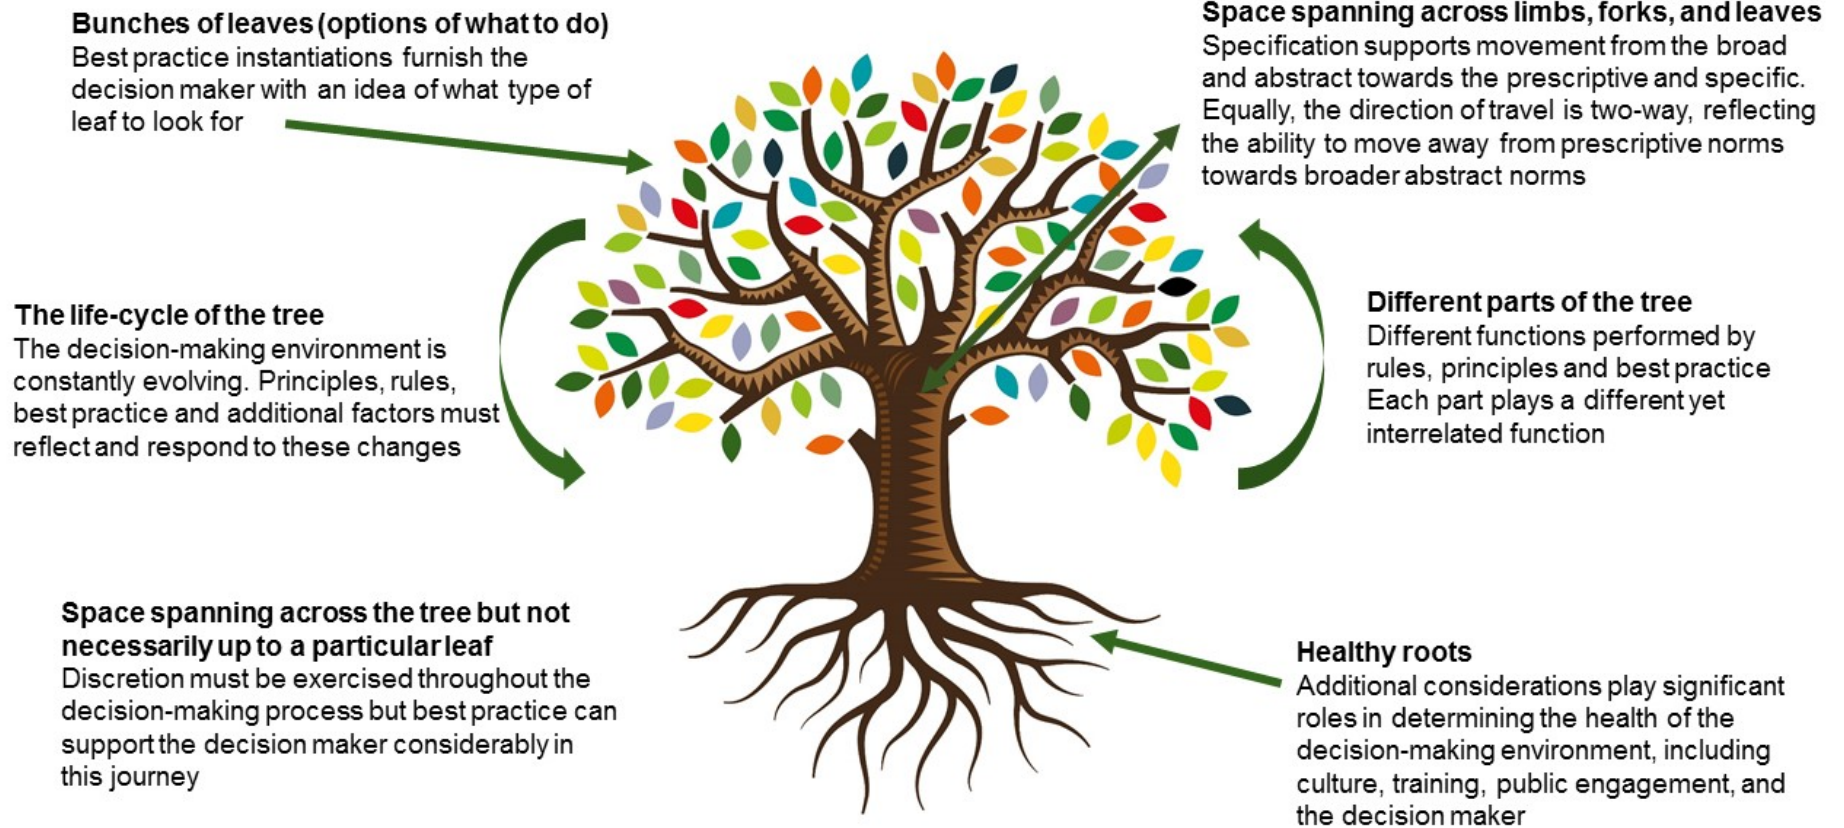 Bunches of leaves (options of what to do)
Best practice instantiations furnish the
decision maker with an idea of what type of
leaf to look for
Space spanning across limbs, forks, and leaves
Specification supports movement from the broad
and abstract towards the prescriptive and specific.
Equally, the direction of travel is two-way, reflecting
the ability to move away from prescriptive norms
towards broader abstract norms
The life-cycle of the tree
The decision-making environment is
constantly evolving. Principles, rules,
best practice and additional factors must
reflect and respond to these changes
Different parts of the tree
Different functions performed by
rules, principles and best practice
Each part plays a different yet
interrelated function
Space spanning across the tree but not
necessarily up to a particular leaf
Discretion must be exercised throughout the
decision-making process but best practice can
support the decision maker considerably in
this journey
Healthy roots
Additional considerations play significant
roles in determining the health of the
decision-making environment, including
culture, training, public engagement, and
the decision maker